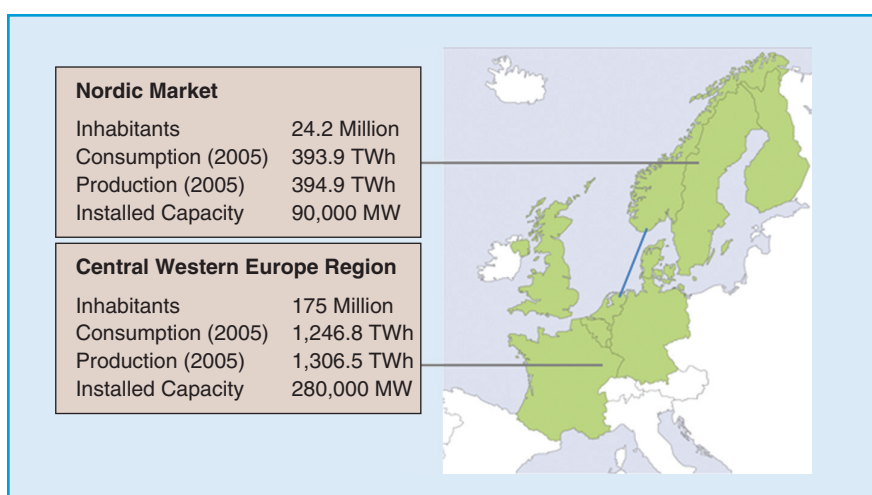 Nordic Market
Inhabitants 24.2 Million
Consumption (2005) 393.9 TWh
Production (2005) 394.9 TWh
Installed Capacity 90,000 MW
Central Western Europe Region
Inhabitants 175 Million
Consumption (2005) 1,246.8 TWh
Production (2005) 1,306.5 TWh
Installed Capacity 280,000 MW